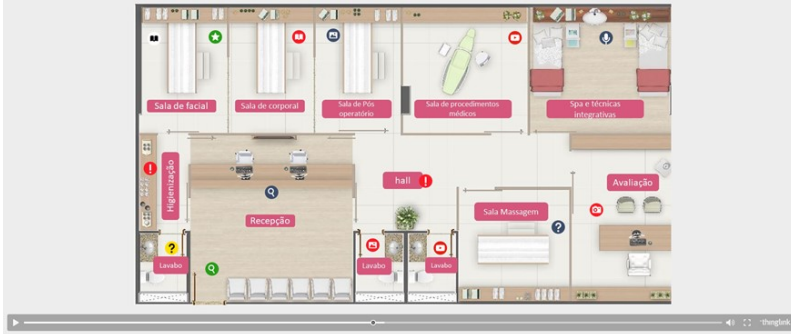 Sala de facial
Sala de corporal
Sala de Pós
operatório
Sala de procedimentos
médicos
Spa e técnicas
integrativas
Higienização
hall
Avaliação
Sala Massagem
Recepção
Lavabo
Lavabo
Lavabo
thinglink